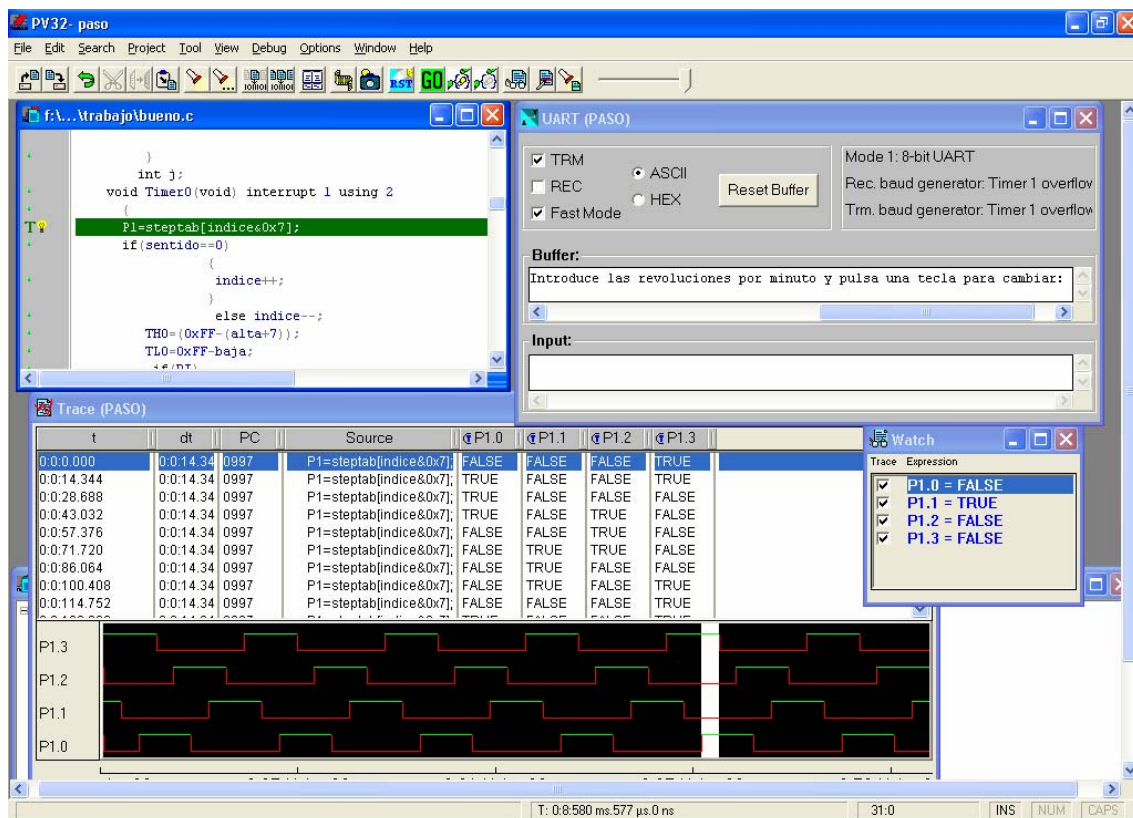 PV32- paso
File Edit Search Project Tool View Debug Options Window Help
RST GO
f:\...\trabajo\bueno.c
}
int j;
void Timer0(void) interrupt 1 using 2
{
T P1=steptab[indice&0x7];
if(sentido==0)
{
indice++;
}
else indice--;
TH0=(0xFF-(alta+7));
TL0=0xFF-baja;
UART (PASO)
TRM
REC
Fast Mode
ASCII
HEX
Reset Buffer
Mode 1: 8-bit UART
Rec. baud generator: Timer 1 overflow
Trm. baud generator: Timer 1 overflow
Buffer:
Introduce las revoluciones por minuto y pulsa una tecla para cambiar:
Input:
Trace (PASO)
t dt PC Source P1.0 P1.1 P1.2 P1.3
0:0:0.000 0:0:14.34 0997 P1=steptab[indice&0x7]; FALSE FALSE FALSE TRUE
0:0:14.344 0:0:14.34 0997 P1=steptab[indice&0x7]; TRUE FALSE FALSE TRUE
0:0:28.688 0:0:14.34 0997 P1=steptab[indice&0x7]; TRUE FALSE FALSE FALSE
0:0:43.032 0:0:14.34 0997 P1=steptab[indice&0x7]; TRUE FALSE TRUE FALSE
0:0:57.376 0:0:14.34 0997 P1=steptab[indice&0x7]; FALSE FALSE TRUE FALSE
0:0:71.720 0:0:14.34 0997 P1=steptab[indice&0x7]; FALSE TRUE TRUE FALSE
0:0:86.064 0:0:14.34 0997 P1=steptab[indice&0x7]; FALSE TRUE FALSE FALSE
0:0:100.408 0:0:14.34 0997 P1=steptab[indice&0x7]; FALSE TRUE FALSE TRUE
0:0:114.752 0:0:14.34 0997 P1=steptab[indice&0x7]; FALSE FALSE FALSE TRUE
Watch
Trace Expression
P1.0 = FALSE
P1.1 = TRUE
P1.2 = FALSE
P1.3 = FALSE
P1.3
P1.2
P1.1
P1.0
T: 0:8:580 ms.577 µs.0 ns 31:0 INS NUM CAPS